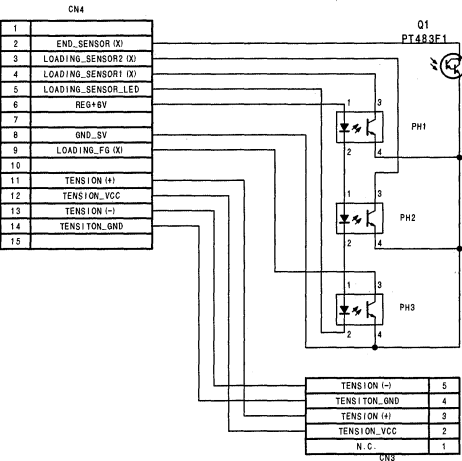 CN4
1
2 END_SENSOR (X)
3 LOADING_SENSOR2 (X)
4 LOADING_SENSOR1 (X)
5 LOADING_SENSOR_LED
6 REG+6V
7
8 GND_SV
9 LOADING_FG (X)
10
11 TENSION (+)
12 TENSION_VCC
13 TENSION (-)
14 TENSITON_GND
15
Q1
PT483F1
1 3
PH1
2 4
1 3
PH2
2 4
1 3
PH3
2 4
TENSION (-) 5
TENSITON_GND 4
TENSION (+) 3
TENSION_VCC 2
N.C. 1
CN3